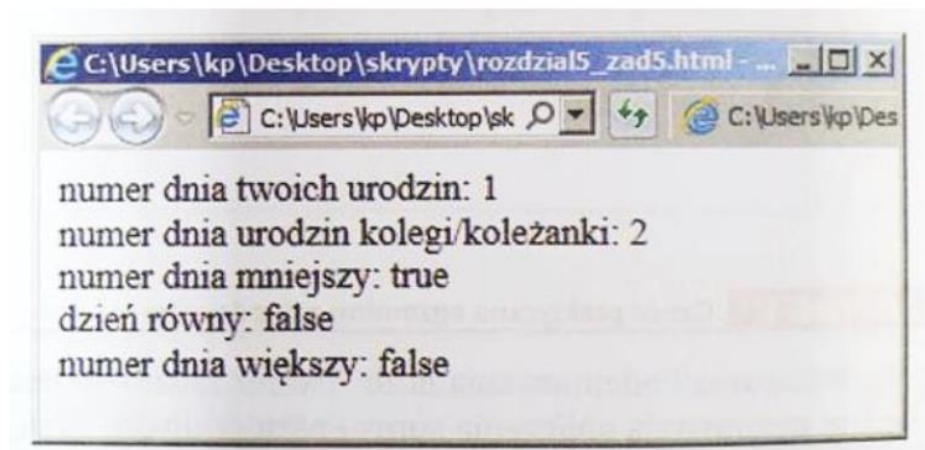 C:\Users\kp\Desktop\skrypty\rozdzial5_zad5.html - ...
C:\Users\kp\Desktop\sk
C:\Users\kp\Des
numer dnia twoich urodzin: 1
numer dnia urodzin kolegi/koleżanki: 2
numer dnia mniejszy: true
dzień równy: false
numer dnia większy: false